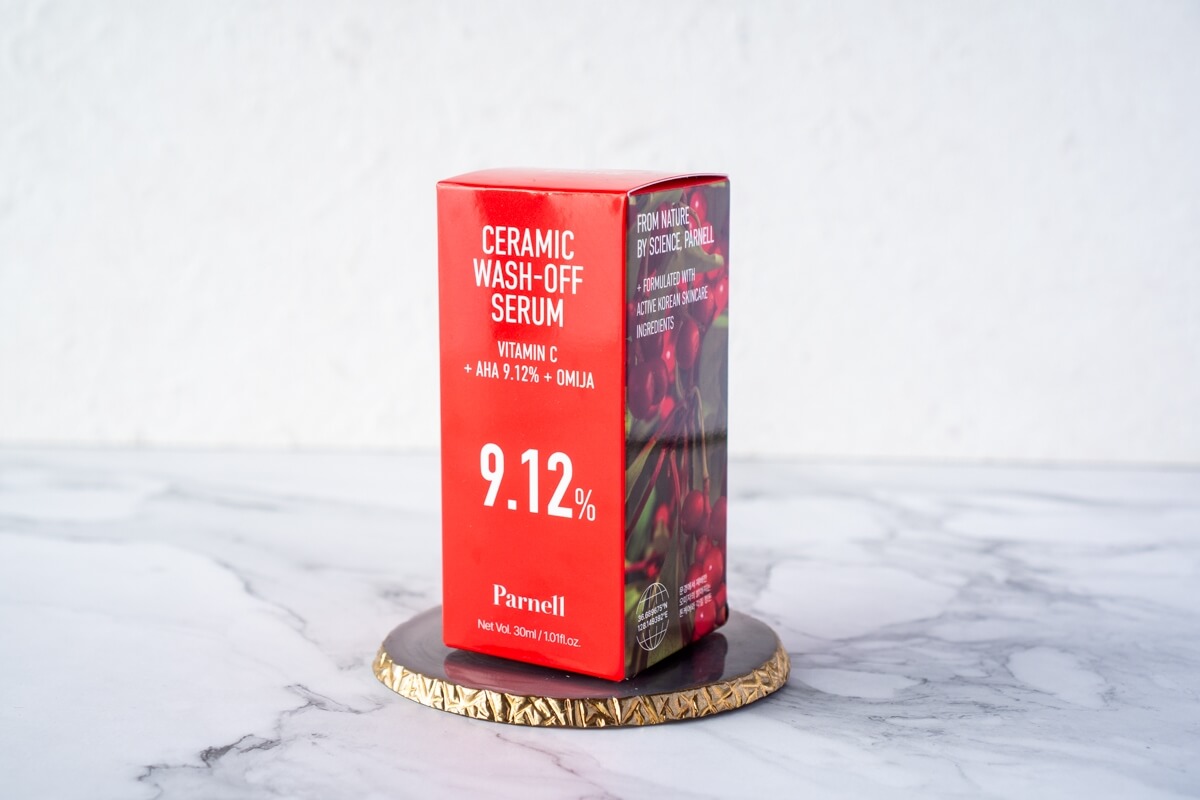 CERAMIC
WASH-OFF
SERUM
VITAMIN C
+ AHA 9.12% + OMIJA
9.12%
Parnell
Net Vol. 30ml / 1.01fl.oz.
FROM NATURE
BY SCIENCE, PARNELL
+ FORMULATED WITH
ACTIVE KOREAN SKINCARE
INGREDIENTS